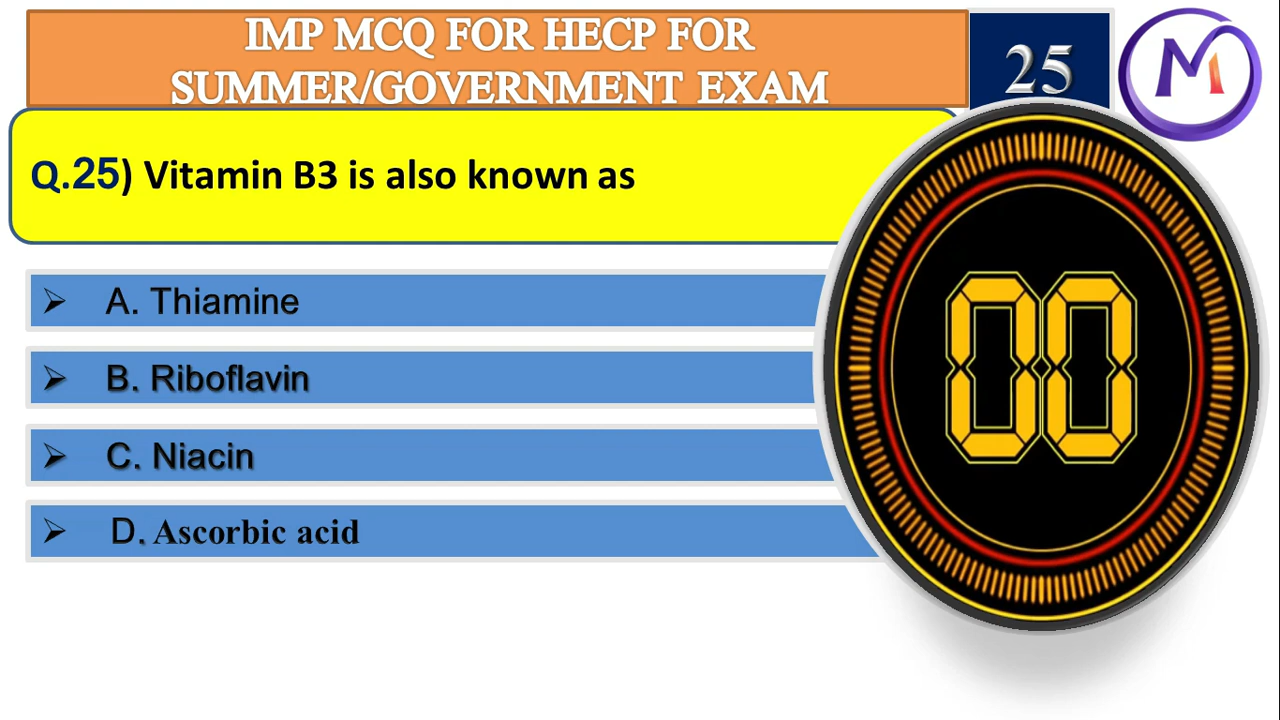 IMP MCQ FOR HECP FOR
SUMMER/GOVERNMENT EXAM
25
M
Q.25) Vitamin B3 is also known as
A. Thiamine
B. Riboflavin
C. Niacin
D. Ascorbic acid
00